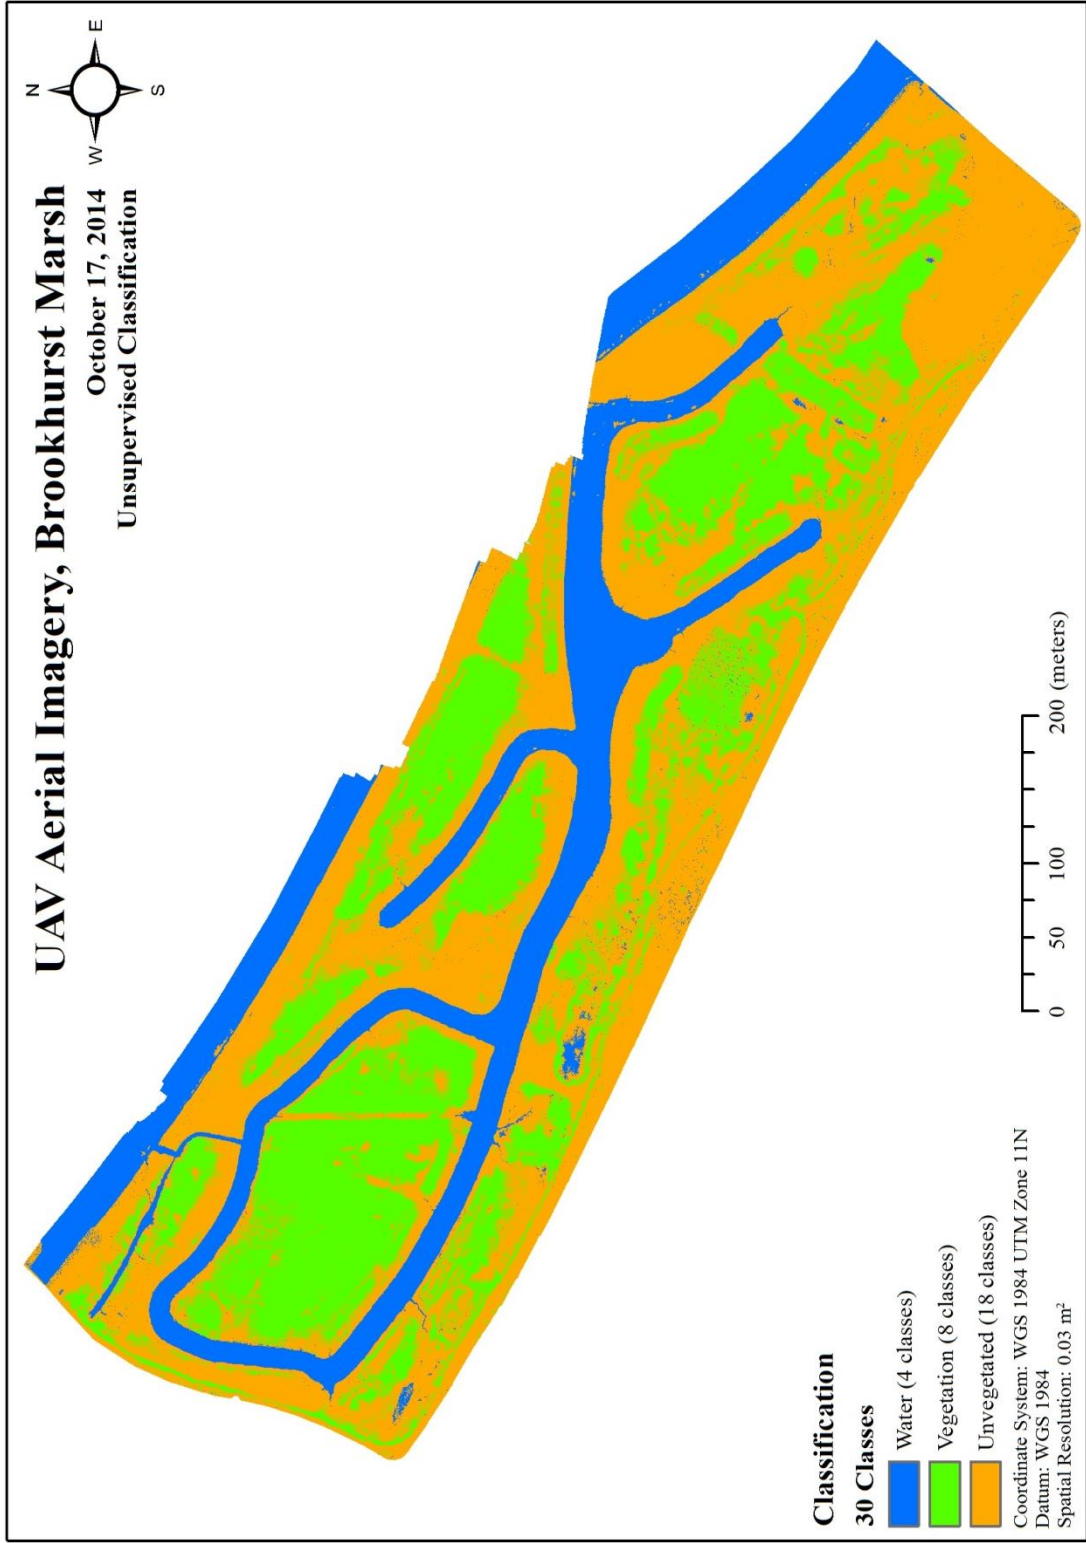 UAV Aerial Imagery, Brookhurst Marsh
October 17, 2014
Unsupervised Classification
N
W E
S
Classification
30 Classes
Water (4 classes)
Vegetation (8 classes)
Unvegetated (18 classes)
Coordinate System: WGS 1984 UTM Zone 11N
Datum: WGS 1984
Spatial Resolution: 0.03 m²
0 50 100 200 (meters)